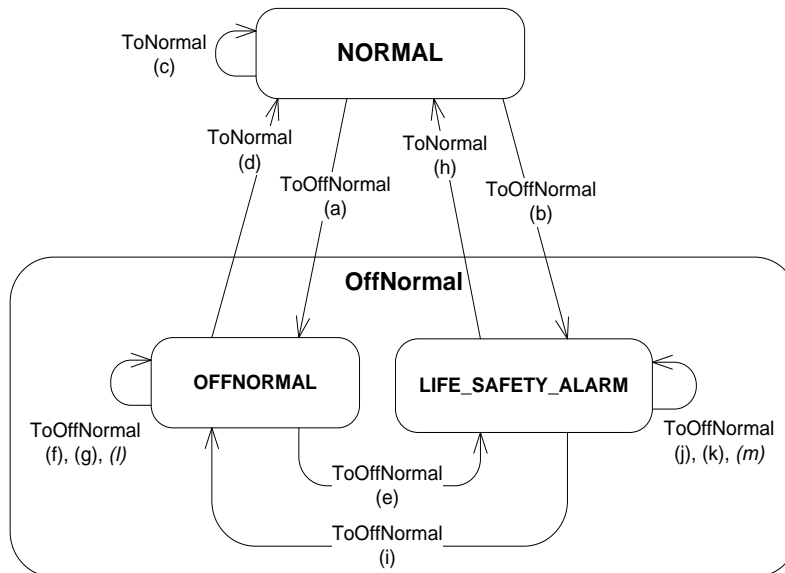 NORMAL
ToNormal
(c)
ToNormal
(d)
ToOffNormal
(a)
ToNormal
(h)
ToOffNormal
(b)
OffNormal
OFFNORMAL
LIFE_SAFETY_ALARM
ToOffNormal
(f), (g), (l)
ToOffNormal
(j), (k), (m)
ToOffNormal
(e)
ToOffNormal
(i)